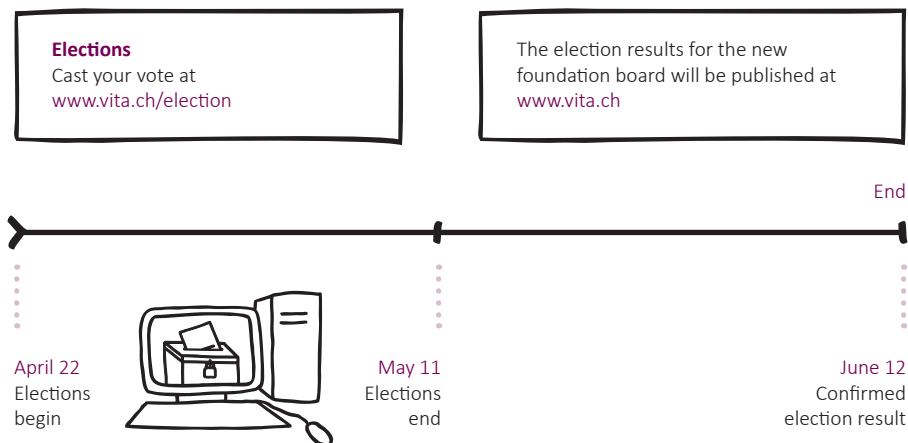 Elections
Cast your vote at
www.vita.ch/election
The election results for the new
foundation board will be published at
www.vita.ch
End
April 22
Elections
begin
May 11
Elections
end
June 12
Confirmed
election result